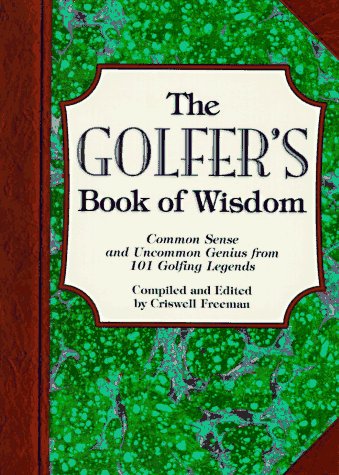 The
GOLFER'S
Book of Wisdom
Common Sense
and Uncommon Genius from
101 Golfing Legends
Compiled and Edited
by Criswell Freeman